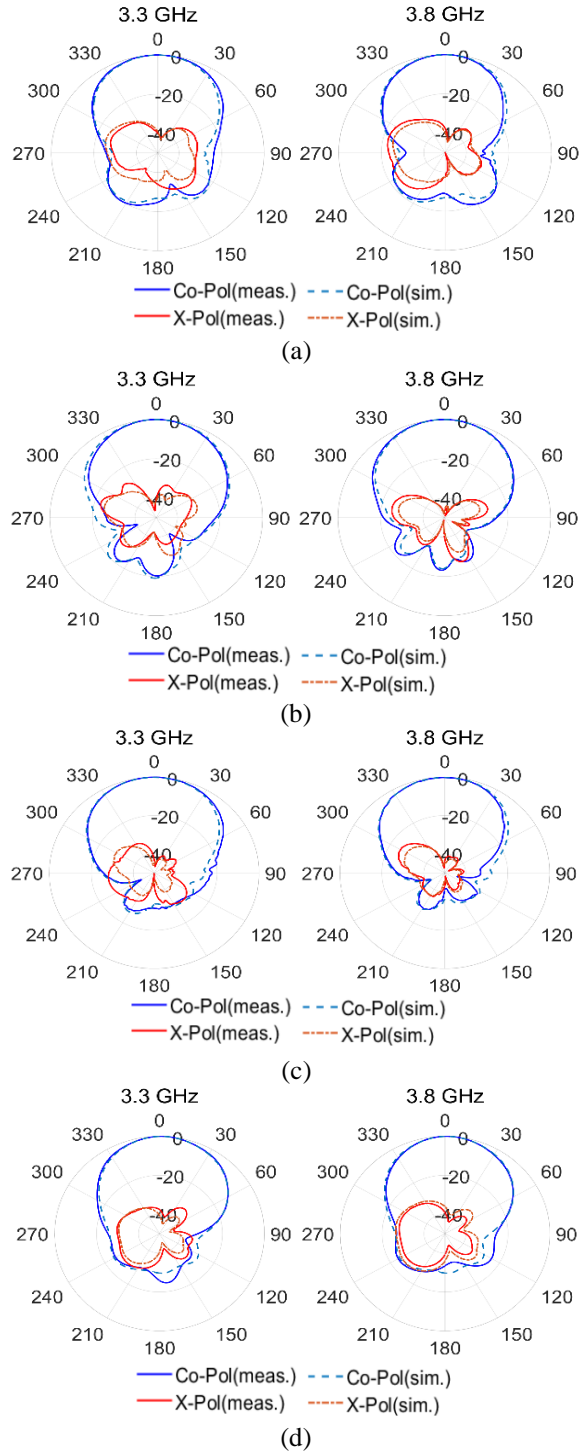 3.3 GHz 3.8 GHz
0 0
330 0 30 330 0 30
300 -20 60 300 -20 60
-40 -40
270 90 270 90
240 120 240 120
210 150 210 150
180 180
Co-Pol(meas.) Co-Pol(sim.)
X-Pol(meas.) X-Pol(sim.)
(a)
3.3 GHz 3.8 GHz
0 0
330 0 30 330 0 30
300 -20 60 300 -20 60
-40 -40
270 90 270 90
240 120 240 120
210 150 210 150
180 180
Co-Pol(meas.) Co-Pol(sim.)
X-Pol(meas.) X-Pol(sim.)
(b)
3.3 GHz 3.8 GHz
0 0
330 0 30 330 0 30
300 -20 60 300 -20 60
-40 -40
270 90 270 90
240 120 240 120
210 150 210 150
180 180
Co-Pol(meas.) Co-Pol(sim.)
X-Pol(meas.) X-Pol(sim.)
(c)
3.3 GHz 3.8 GHz
0 0
330 0 30 330 0 30
300 -20 60 300 -20 60
-40 -40
270 90 270 90
240 120 240 120
210 150 210 150
180 180
Co-Pol(meas.) Co-Pol(sim.)
X-Pol(meas.) X-Pol(sim.)
(d)